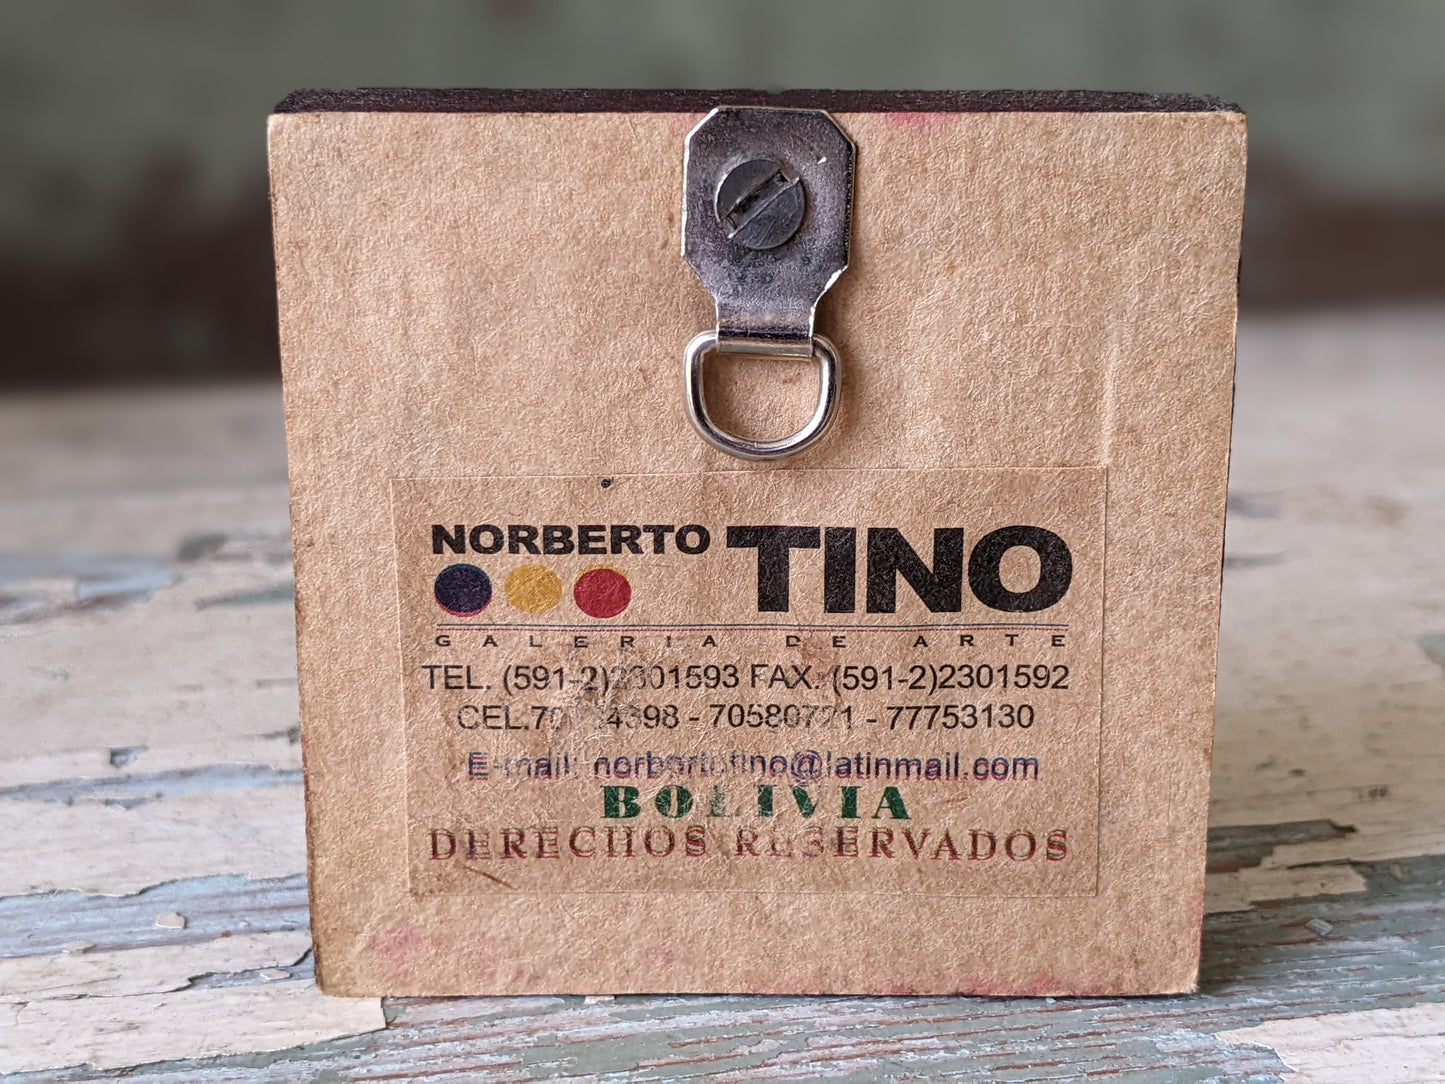 NORBERTO TINO
GALERIA DE ARTE
TEL. (591-2)2301593 FAX. (591-2)2301592
- 70580721 - 77753130
E-mail: norbertotino@latinmail.com
BOLIVIA
DERECHOS RESERVADOS